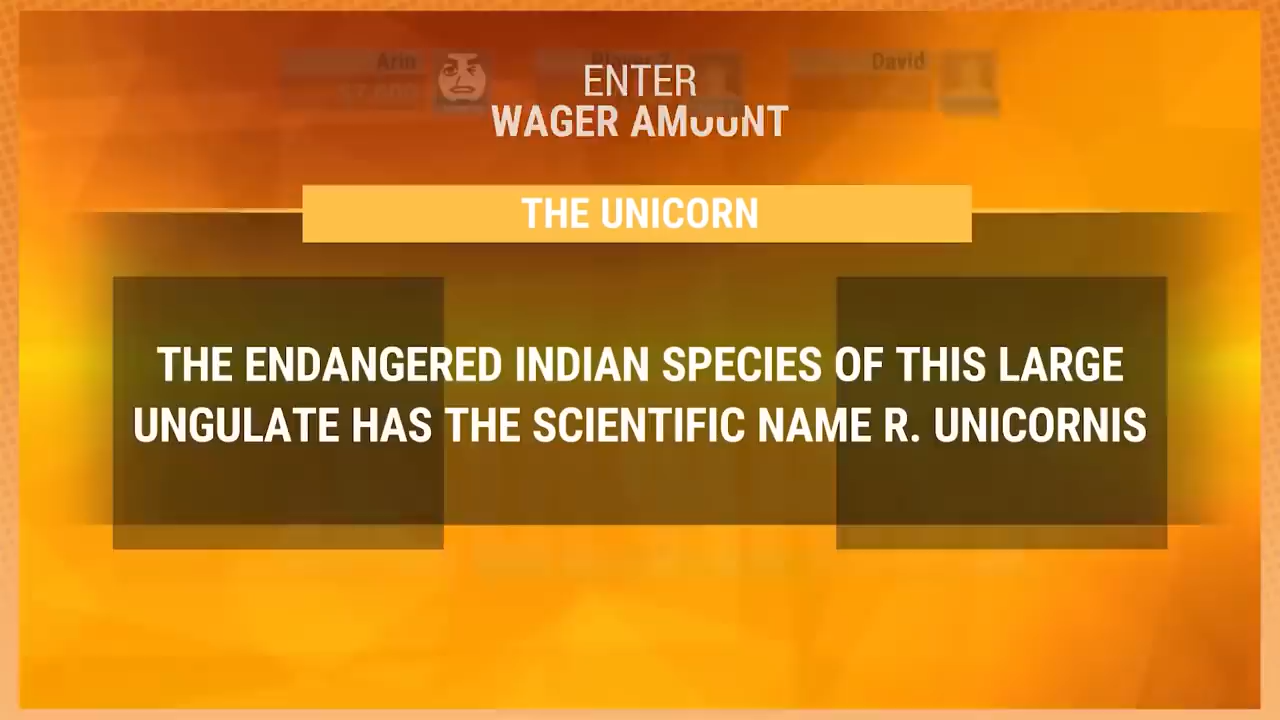 Arin
David
ENTER
WAGER AMOUNT
THE UNICORN
THE ENDANGERED INDIAN SPECIES OF THIS LARGE
UNGULATE HAS THE SCIENTIFIC NAME R. UNICORNIS